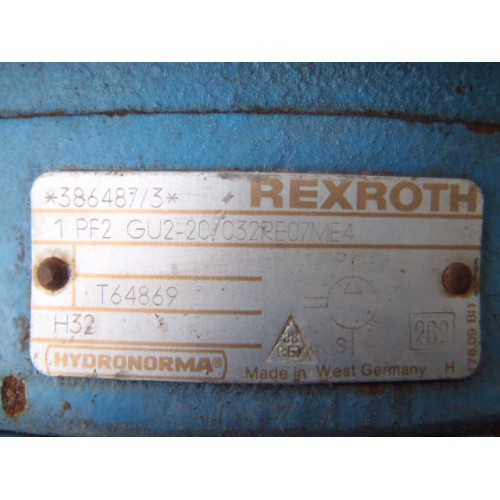 *386487/3* REXROTH
1 PF2 GU2-20/032RE07ME4
P
T64869
H32
S
HYDRONORMA®
Made in West Germany H